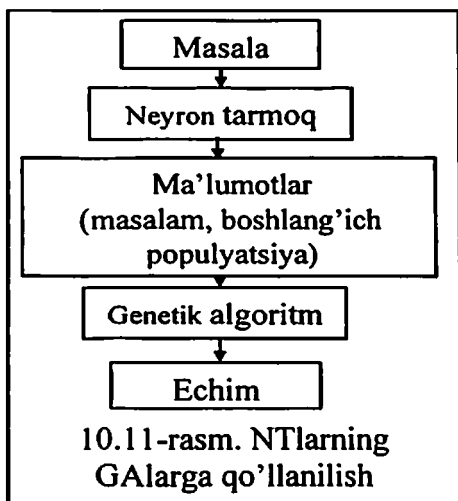 Masala
Neyron tarmoq
Ma'lumotlar
(masalam, boshlang'ich
populyatsiya)
Genetik algoritm
Echim
10.11-rasm. NTlarning
GAlarga qo'llanilish